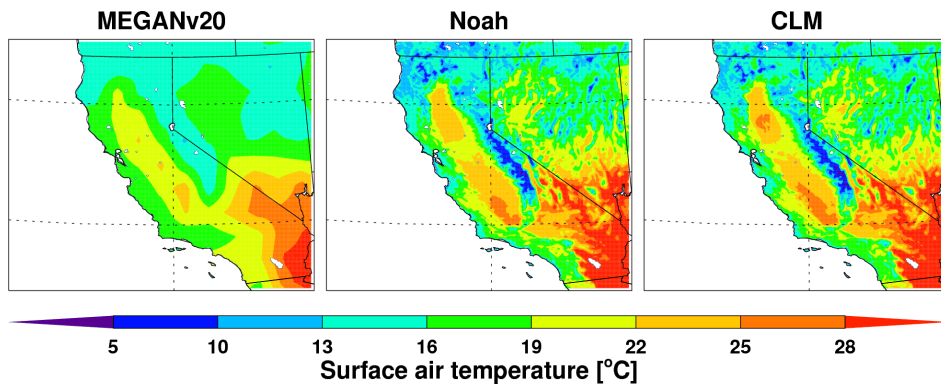 MEGANv20 Noah CLM
5 10 13 16 19 22 25 28
Surface air temperature [°C]